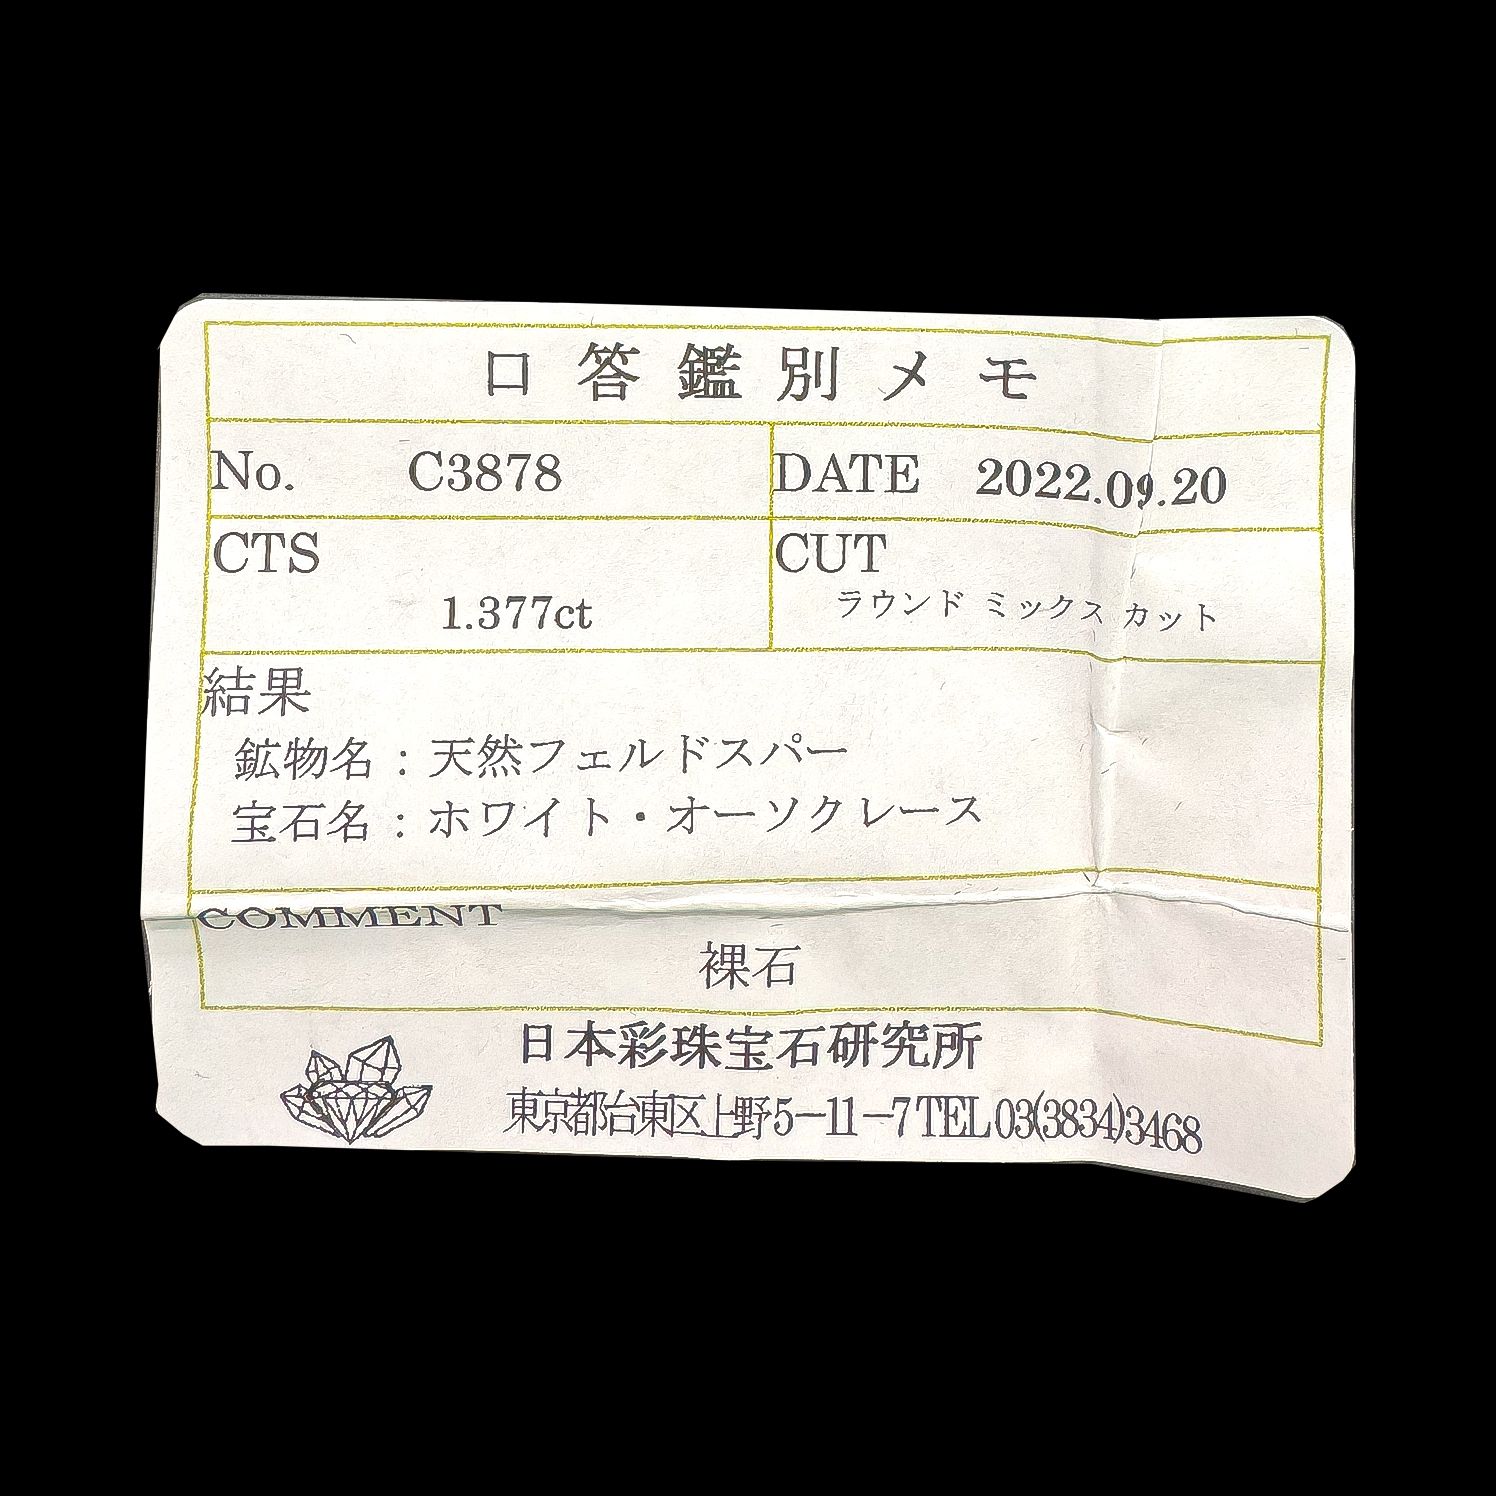 口答鑑別メモ
No. C3878
DATE 2022.09.20
CTS
1.377ct
CUT
ラウンド ミックス カット
結果
鉱物名：天然フェルドスパー
宝石名：ホワイト・オーソクレース
COMMENT
裸石
日本彩珠宝石研究所
東京都台東区上野5－11－7 TEL 03(3834)3468